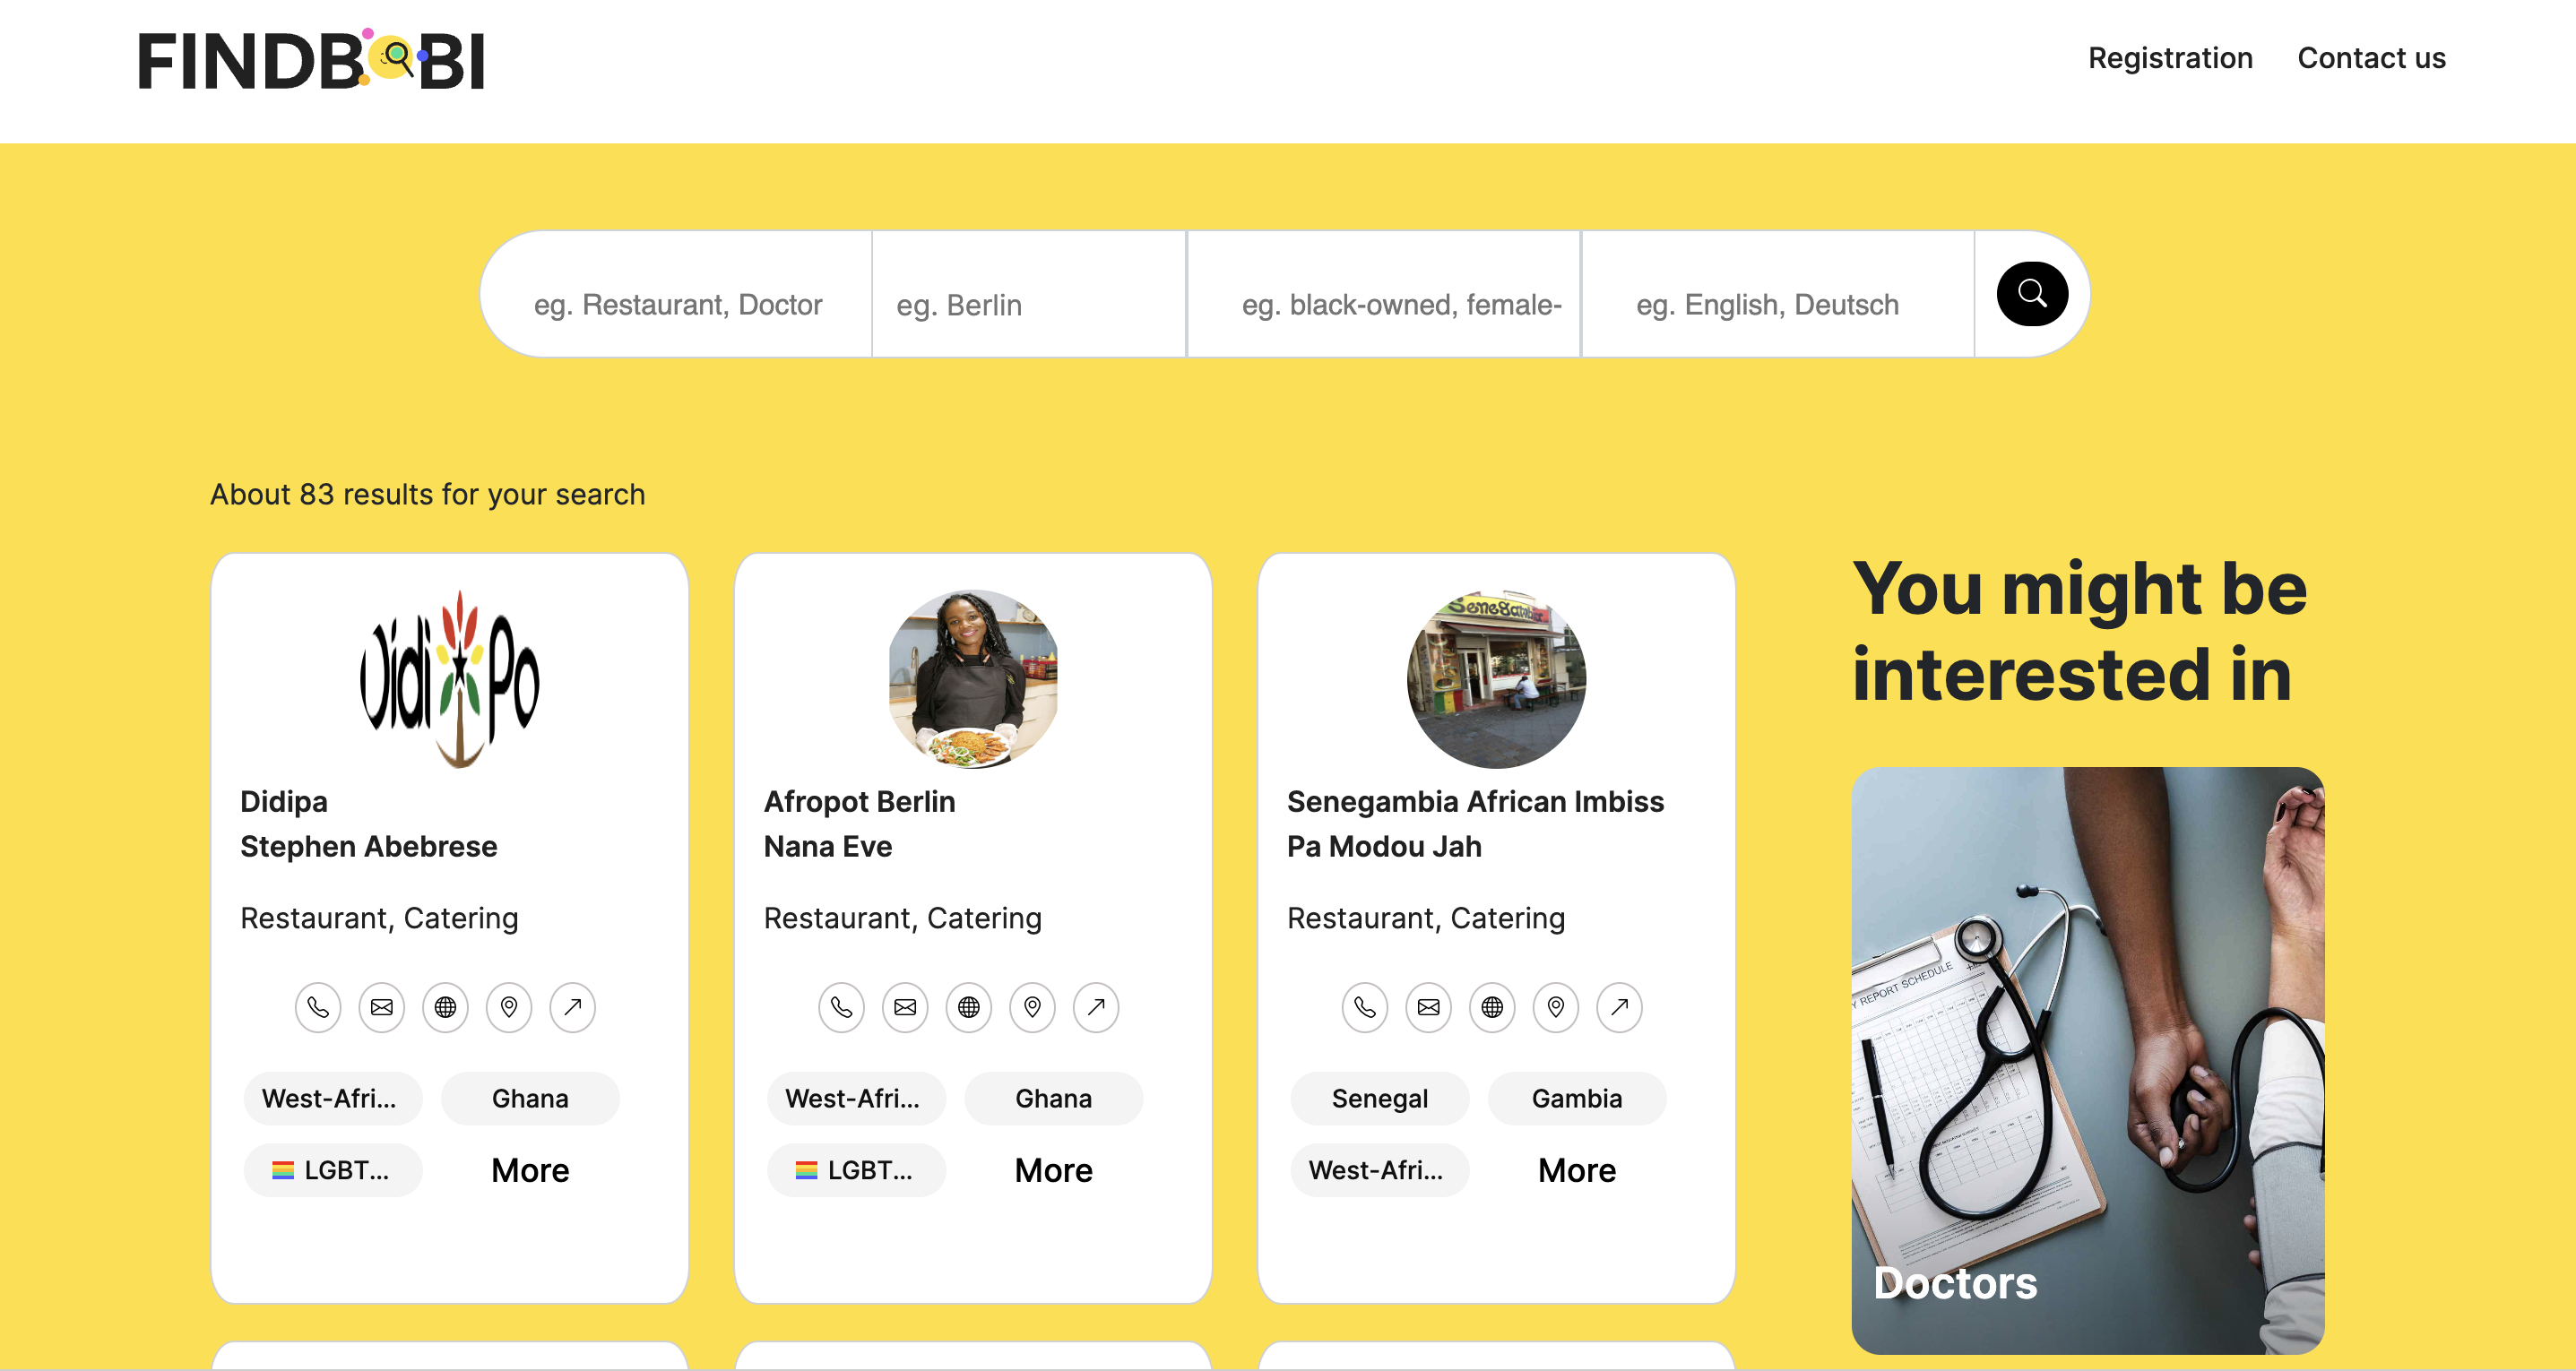 FINDBOBI
Registration
Contact us
eg. Restaurant, Doctor
eg. Berlin
eg. black-owned, female-
eg. English, Deutsch
About 83 results for your search
Didipa
Didipa
Stephen Abebrese
Restaurant, Catering
West-Afri...
Ghana
LGBT...
More
Afropot Berlin
Nana Eve
Restaurant, Catering
West-Afri...
Ghana
LGBT...
More
Senegambia
Senegambia African Imbiss
Pa Modou Jah
Restaurant, Catering
Senegal
Gambia
West-Afri...
More
You might be
interested in
Y REPORT SCHEDULE
Doctors